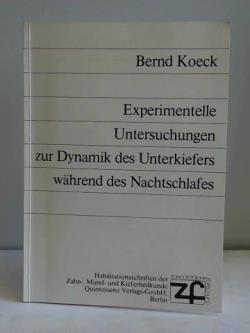 Bernd Koeck
Experimentelle
Untersuchungen
zur Dynamik des Unterkiefers
während des Nachtschlafes
Habilitationsschriften der
Zahn-, Mund- und Kieferheilkunde
Quintessenz Verlags-GmbH,
Berlin
zf